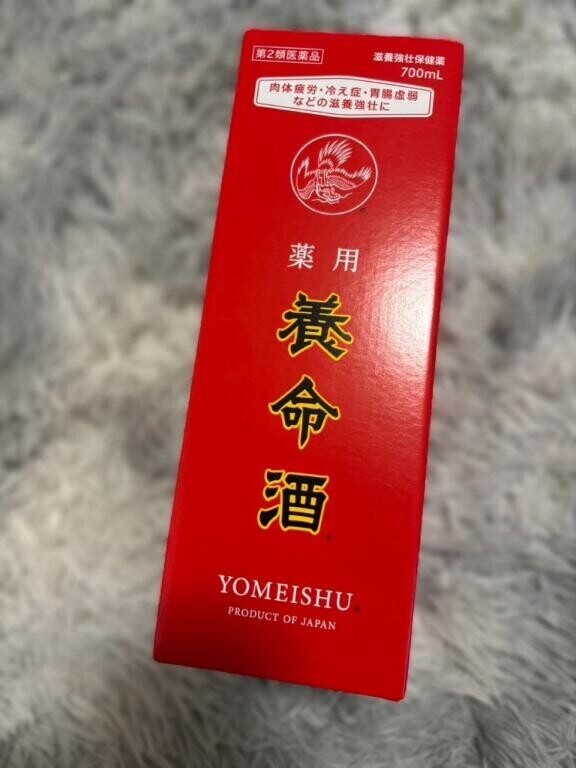 第2類医薬品
滋養強壮保健薬
700mL
肉体疲労・冷え症・胃腸虚弱
などの滋養強壮に
薬用
養命酒
YOMEISHU®
PRODUCT OF JAPAN